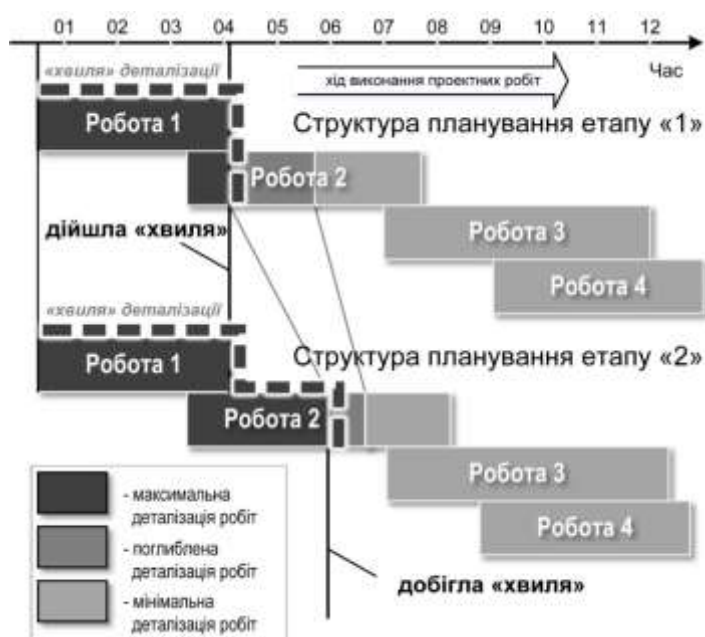 01 02 03 04 05 06 07 08 09 10 11 12
«хвиля» деталізації
хід виконання проектних робіт
Час
Робота 1
Структура планування етапу «1»
Робота 2
дійшла «хвиля»
Робота 3
Робота 4
«хвиля» деталізації
Робота 1
Структура планування етапу «2»
Робота 2
Робота 3
Робота 4
- максимальна
деталізація робіт
- поглиблена
деталізація робіт
- мінімальна
деталізація робіт
добігла «хвиля»